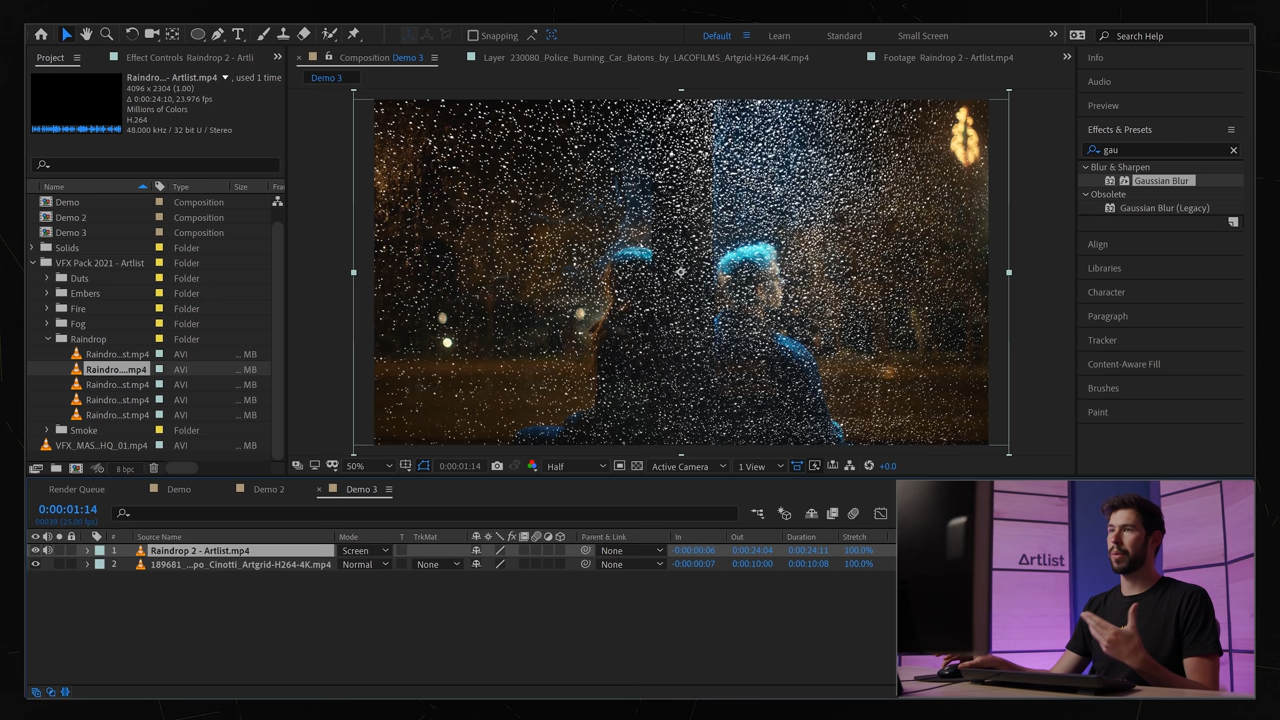 Snapping
Default
Learn
Standard
Small Screen
Search Help
Project
Effect Controls Raindrop 2 - Artli
Composition Demo 3
Layer 230080_Police_Burning_Car_Batons_by_LACOFILMS_Artgrid-H264-4K.mp4
Footage Raindrop 2 - Artlist.mp4
Demo 3
Raindro...- Artlist.mp4 , used 1 time
4096 x 2304 (1.00)
Δ 0:00:24:10, 23.976 fps
Millions of Colors
H.264
48.000 kHz / 32 bit U / Stereo
Name
Type
Size
Fra
Demo Composition
Demo 2 Composition
Demo 3 Composition
Solids Folder
VFX Pack 2021 - Artlist Folder
Duts Folder
Embers Folder
Fire Folder
Fog Folder
Raindrop Folder
Raindro...st.mp4 AVI ... MB
Raindro....mp4 AVI ... MB
Raindro...st.mp4 AVI ... MB
Raindro...st.mp4 AVI ... MB
Raindro...st.mp4 AVI ... MB
Smoke Folder
VFX_MAS...HQ_01.mp4 AVI ... MB
8 bpc
50%
0:00:01:14
Half
Active Camera
1 View
+0.0
Info
Audio
Preview
Effects & Presets
gau
Blur & Sharpen
Gaussian Blur
Obsolete
Gaussian Blur (Legacy)
Align
Libraries
Character
Paragraph
Tracker
Content-Aware Fill
Brushes
Paint
Render Queue
Demo
Demo 2
Demo 3
0:00:01:14
00039 (25.00 fps)
# Source Name Mode T TrkMat Parent & Link In Out Duration Stretch
1 Raindrop 2 - Artlist.mp4 Screen None -0:00:00:06 0:00:24:04 0:00:24:11 100.0%
2 189681_...po_Cinotti_Artgrid-H264-4K.mp4 Normal None None -0:00:00:07 0:00:10:00 0:00:10:08 100.0%
Artlist